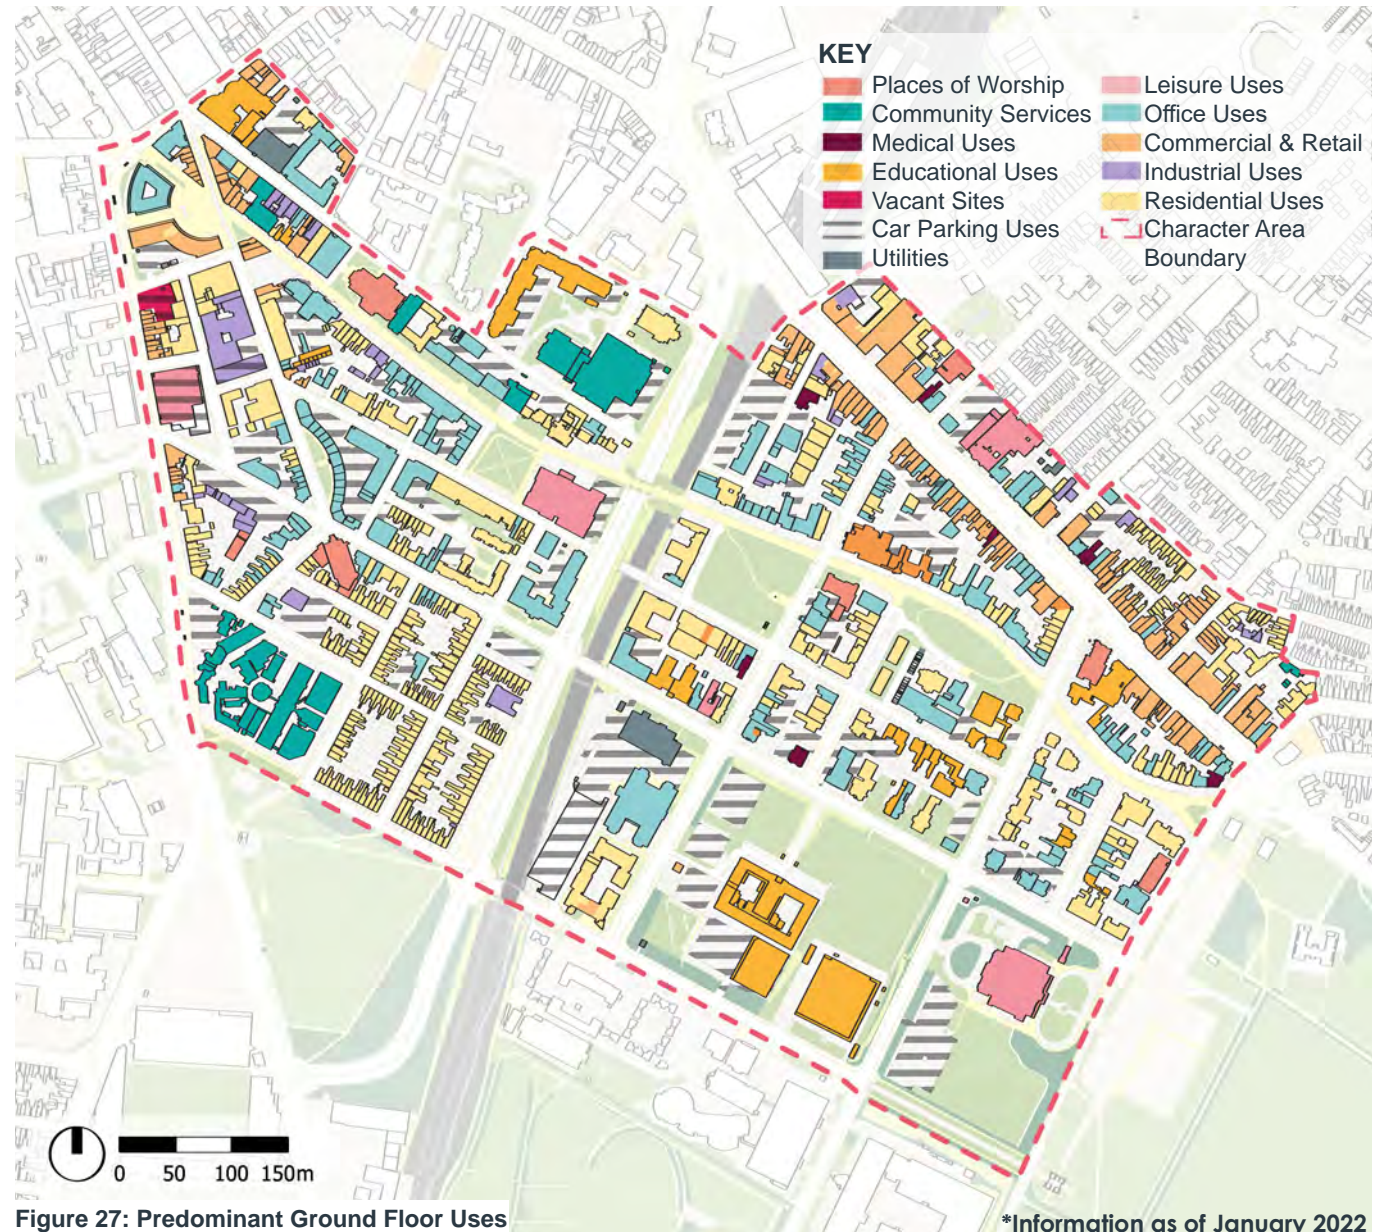 KEY
Places of Worship
Community Services
Medical Uses
Educational Uses
Vacant Sites
Car Parking Uses
Utilities
Leisure Uses
Office Uses
Commercial & Retail
Industrial Uses
Residential Uses
Character Area
Boundary
0 50 100 150m
Figure 27: Predominant Ground Floor Uses
*Information as of January 2022